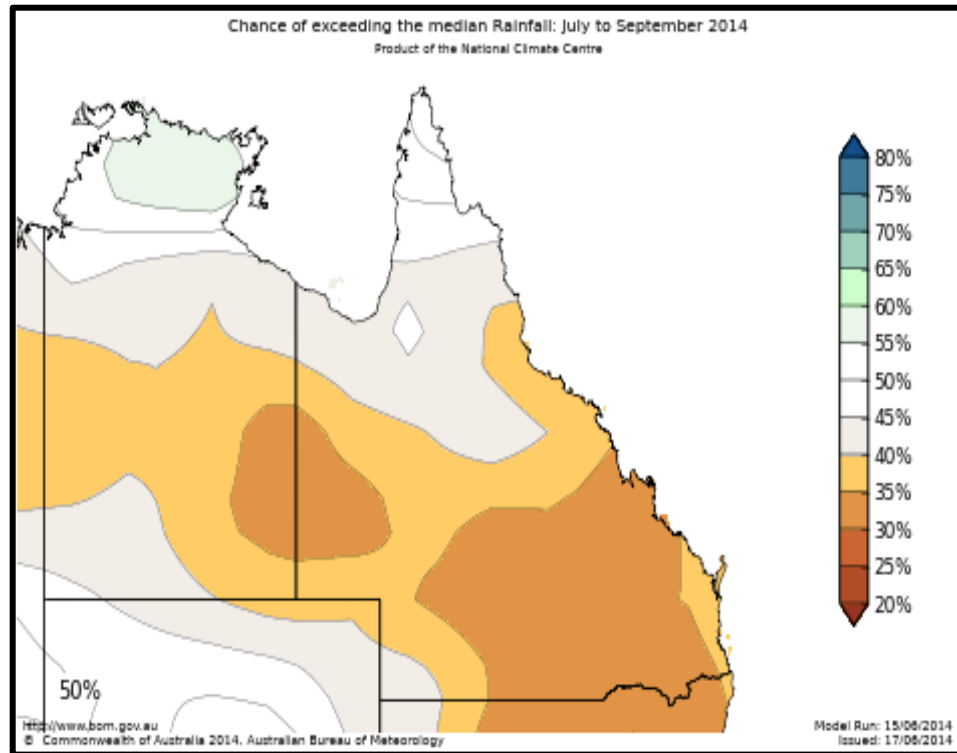 Chance of exceeding the median Rainfall: July to September 2014
Product of the National Climate Centre
80%
75%
70%
65%
60%
55%
50%
45%
40%
35%
30%
25%
20%
50%
http://www.bom.gov.au
© Commonwealth of Australia 2014, Australian Bureau of Meteorology
Model Run: 15/06/2014
Issued: 17/06/2014